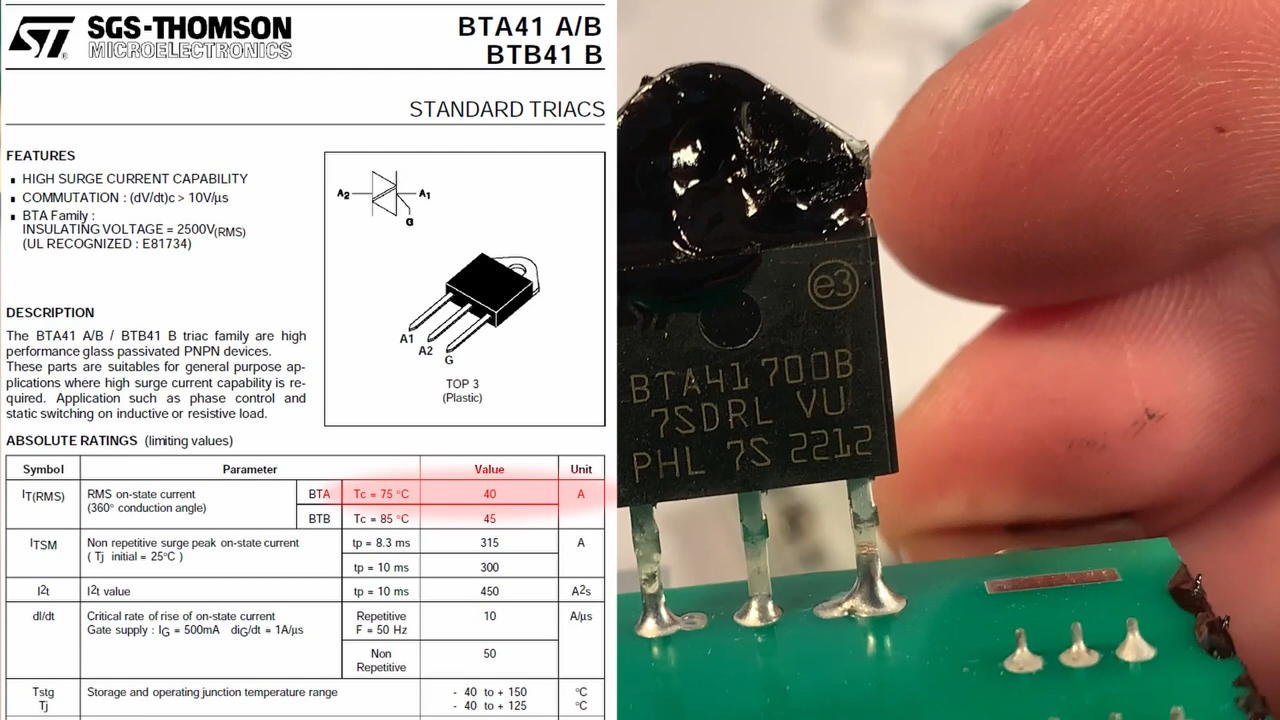 ST
SGS-THOMSON
MICROELECTRONICS
BTA41 A/B
BTB41 B
STANDARD TRIACS
FEATURES
HIGH SURGE CURRENT CAPABILITY
COMMUTATION : (dV/dt)c > 10V/µs
BTA Family :
INSULATING VOLTAGE = 2500V(RMS)
(UL RECOGNIZED : E81734)
A2
A1
G
A1
A2
G
TOP 3
(Plastic)
DESCRIPTION
The BTA41 A/B / BTB41 B triac family are high
performance glass passivated PNPN devices.
These parts are suitables for general purpose ap-
plications where high surge current capability is re-
quired. Application such as phase control and
static switching on inductive or resistive load.
ABSOLUTE RATINGS (limiting values)
Symbol Parameter Value Unit
IT(RMS) RMS on-state current BTA Tc = 75 °C 40 A
(360° conduction angle)
BTB Tc = 85 °C 45
ITSM Non repetitive surge peak on-state current tp = 8.3 ms 315 A
( Tj initial = 25°C )
tp = 10 ms 300
I2t I2t value tp = 10 ms 450 A2s
dI/dt Critical rate of rise of on-state current Repetitive 10 A/µs
Gate supply : IG = 500mA diG/dt = 1A/µs F = 50 Hz
Non 50
Repetitive
Tstg Storage and operating junction temperature range - 40 to + 150 °C
Tj - 40 to + 125 °C
e3
BTA41 700B
7SDRL VU
PHL 7S 2212